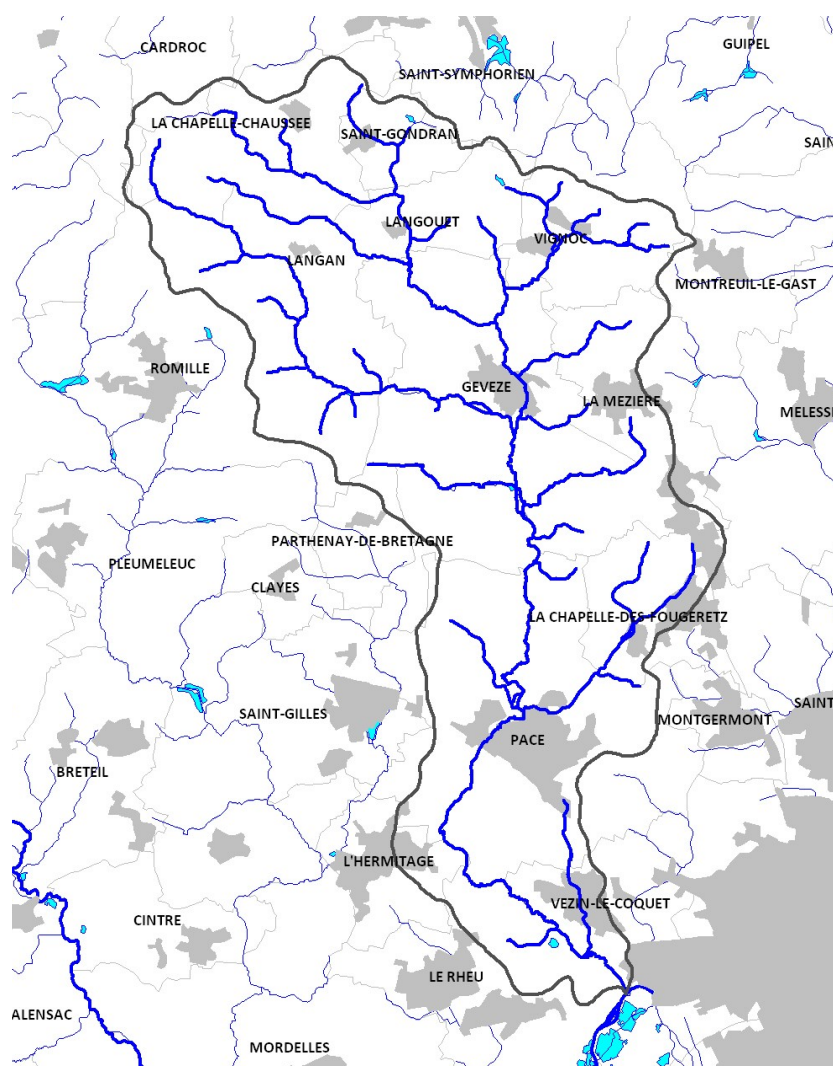 CARDROC
GUIPEL
SAINT-SYMPHORIEN
LA CHAPELLE-CHAUSSEE
SAINT-GONDRAN
SAIN
LANGOUET
VIGNOC
LANGAN
MONTREUIL-LE-GAST
ROMILLE
GEVEZE
LA MEZIERE
MELESSE
PARTHENAY-DE-BRETAGNE
PLEUMELEUC
CLAYES
LA CHAPELLE-DES-FOUGERETZ
SAINT-GILLES
MONTGERMONT
SAINT
PACE
BRETEIL
L'HERMITAGE
VEZIN-LE-COQUET
CINTRE
LE RHEU
ALENSAC
MORDELLES